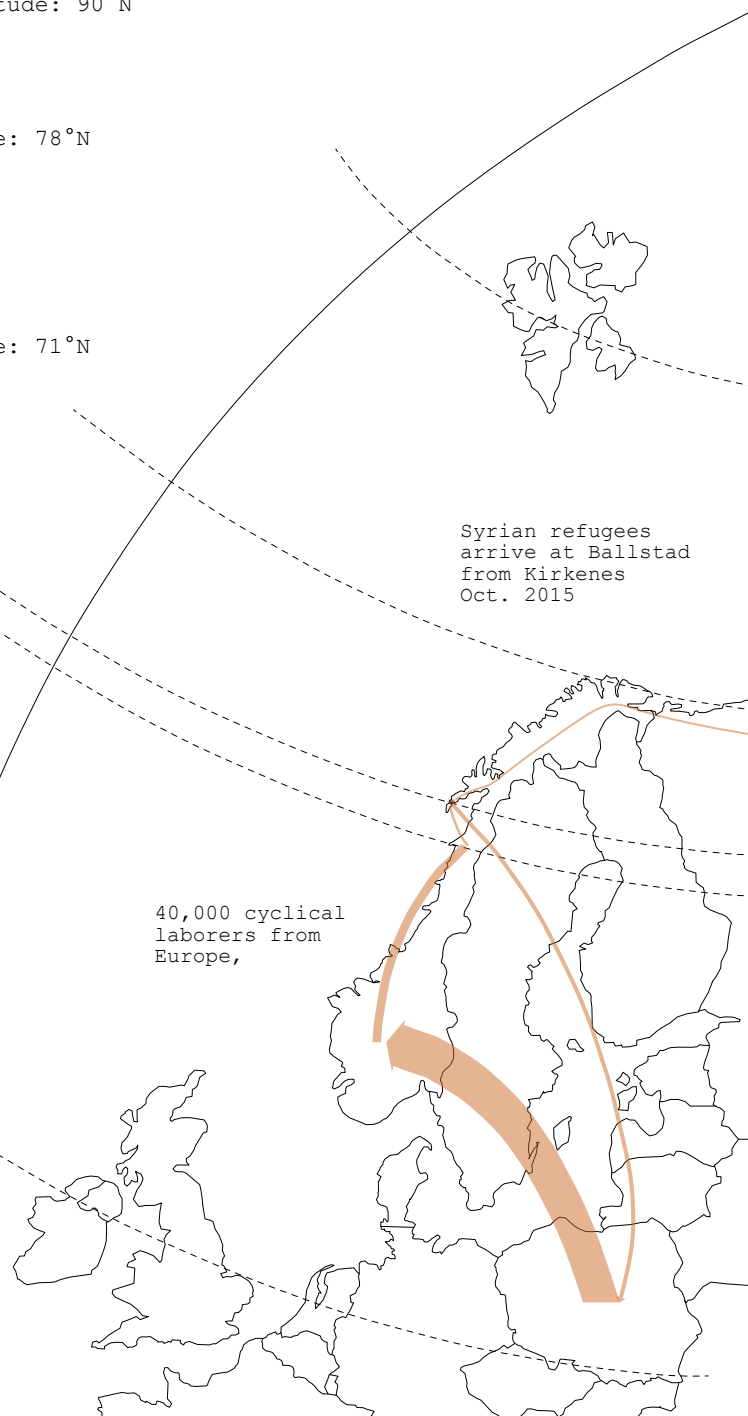 tude: 90°N
e: 78°N
e: 71°N
Syrian refugees
arrive at Ballstad
from Kirkenes
Oct. 2015
40,000 cyclical
laborers from
Europe,